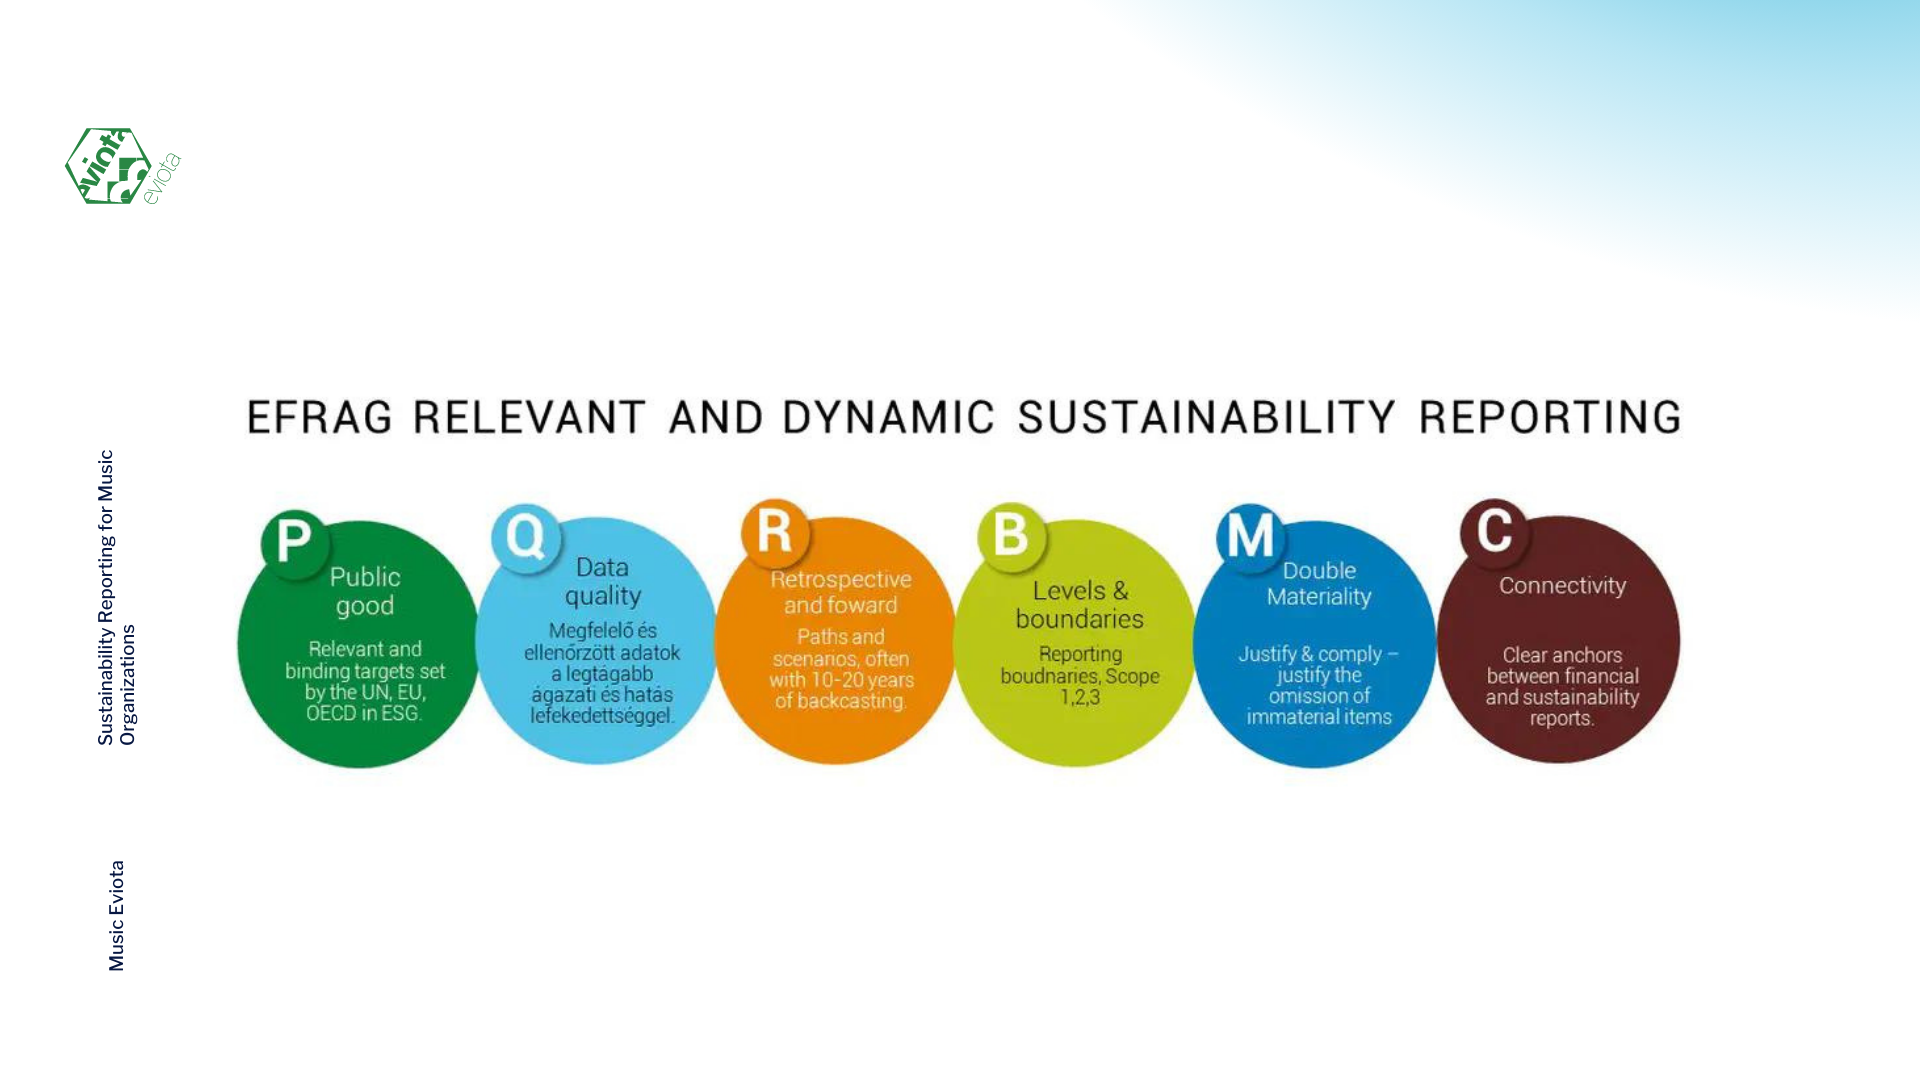 eviota
eviota
EFRAG RELEVANT AND DYNAMIC SUSTAINABILITY REPORTING
P
Public
good
Relevant and
binding targets set
by the UN, EU,
OECD in ESG.
Q
Data
quality
Megfelelő és
ellenőrzött adatok
a legtágabb
ágazati és hatás
lefekedettséggel.
R
Retrospective
and foward
Paths and
scenarios, often
with 10-20 years
of backcasting.
B
Levels &
boundaries
Reporting
boudnaries, Scope
1,2,3
M
Double
Materiality
Justify & comply –
justify the
omission of
immaterial items
C
Connectivity
Clear anchors
between financial
and sustainability
reports.
Sustainability Reporting for Music
Organizations
Music Eviota